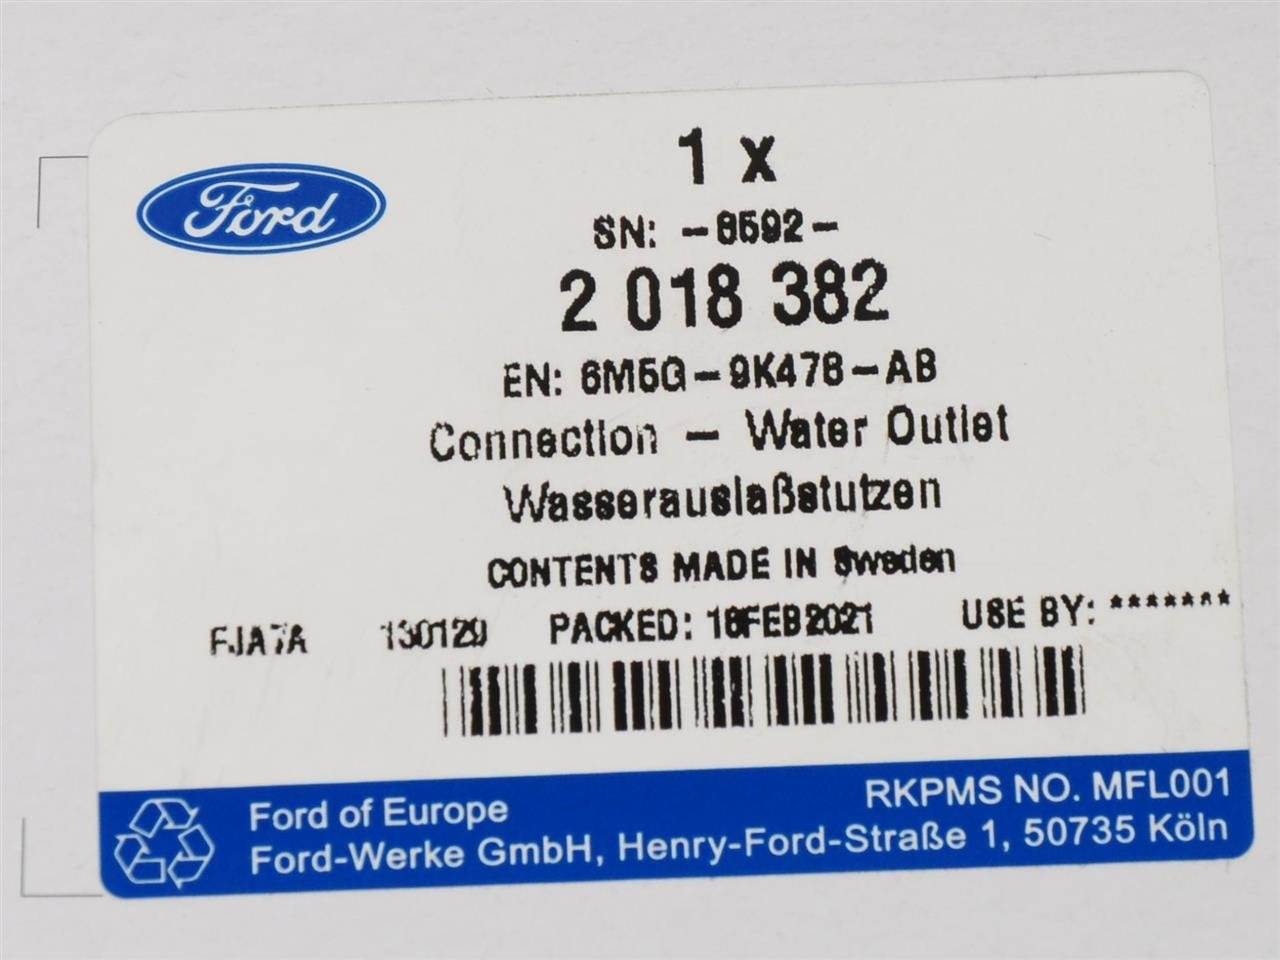 Ford
1 x
SN: -8592-
2 018 382
EN: 6M5G-9K478-AB
Connection - Water Outlet
Wasserauslaßstutzen
CONTENTS MADE IN Sweden
FJA7A PACKED: USE BY: *******
RKPMS NO. MFL001
Ford of Europe
Ford-Werke GmbH, Henry-Ford-Straße 1, 50735 Köln